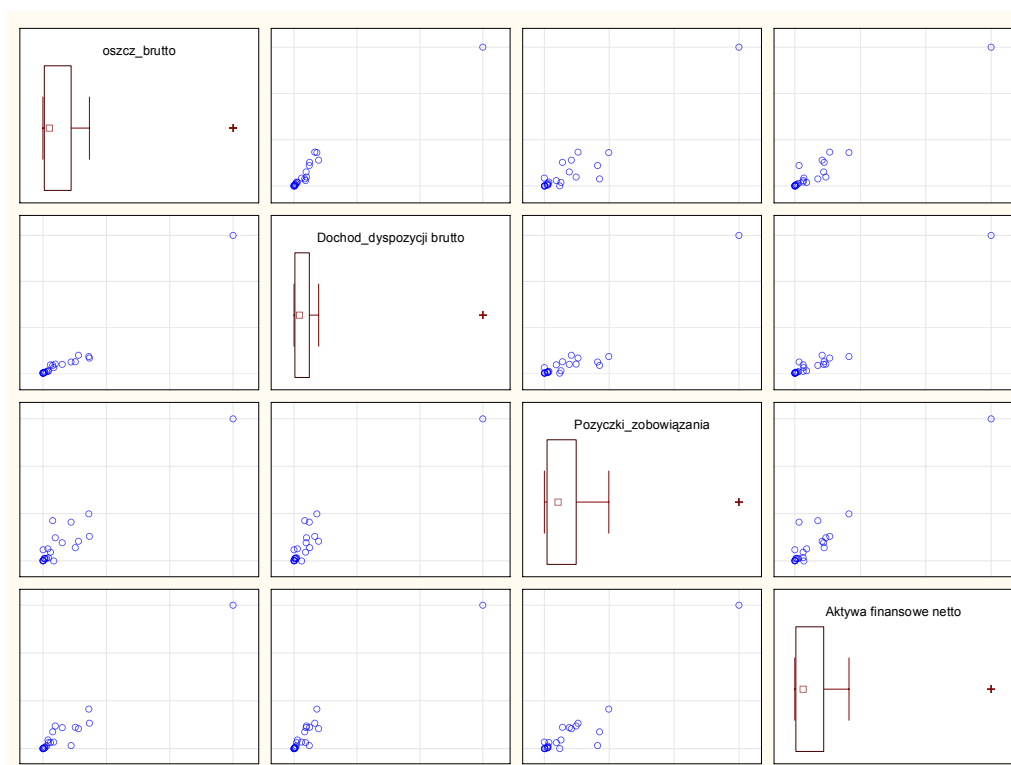 oszcz_brutto
Dochod_dyspozycji brutto
Pozyczki_zobowiązania
Aktywa finansowe netto